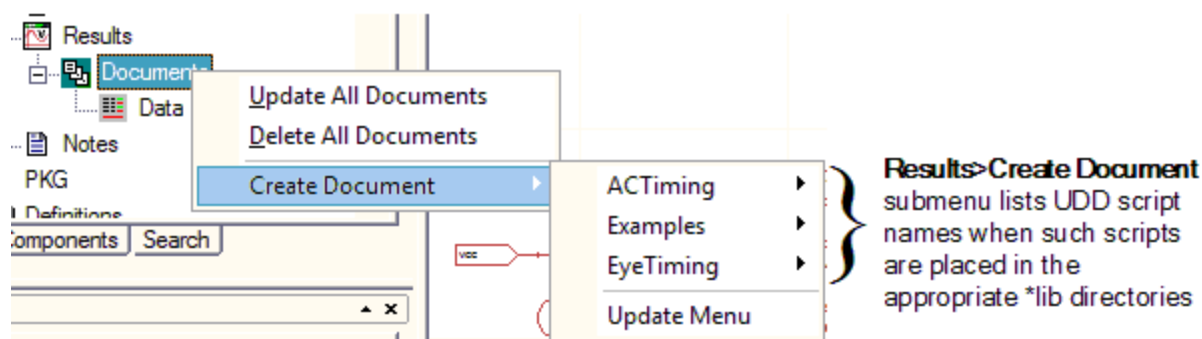 Results
Documents
Data
Notes
PKG
Definitions
Components
Search
Update All Documents
Delete All Documents
Create Document
ACTiming
Examples
EyeTiming
Update Menu
vcc
Results>Create Document
submenu lists UDD script
names when such scripts
are placed in the
appropriate *lib directories